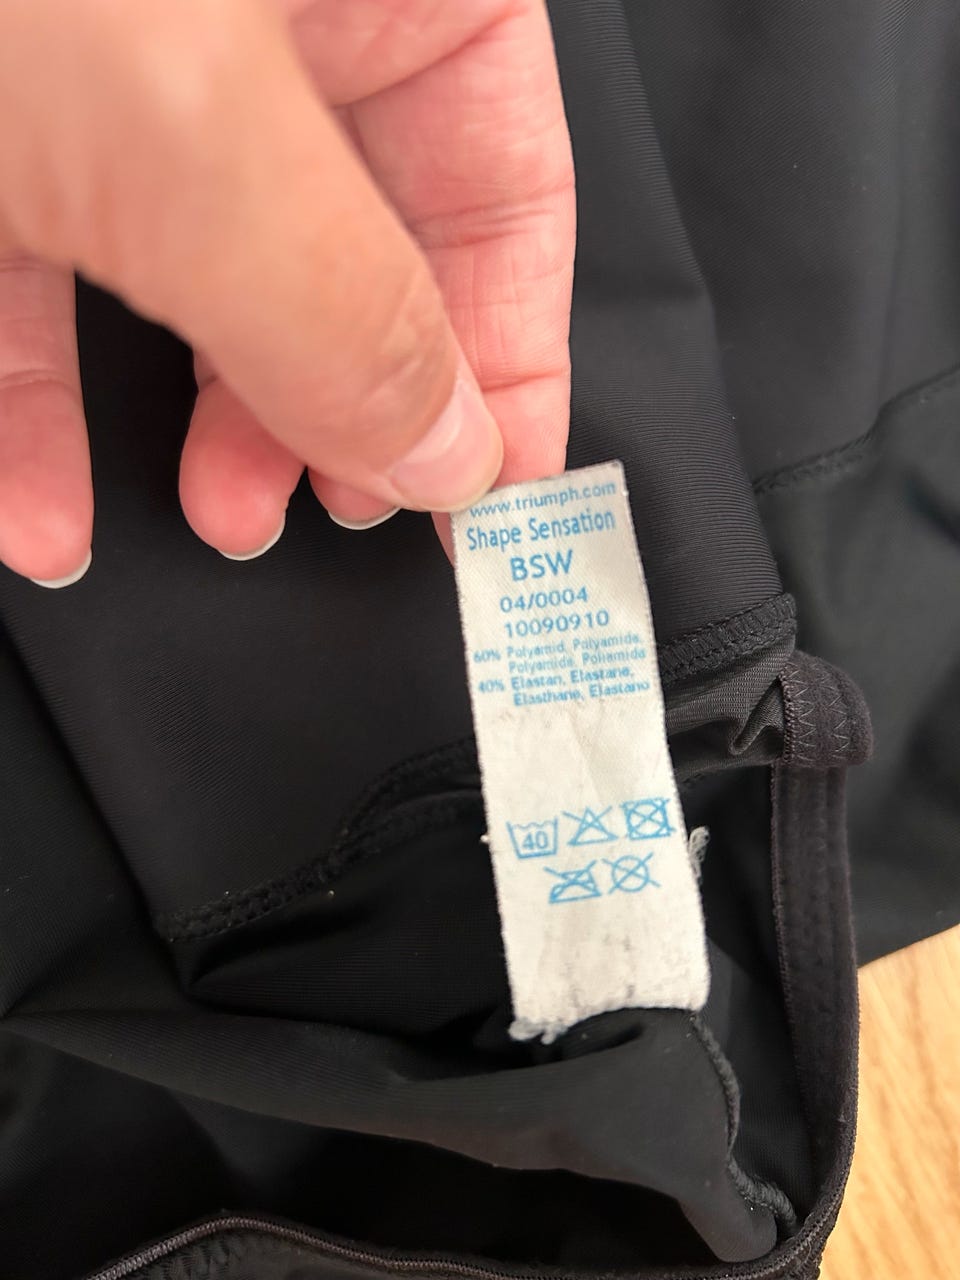 www.triumph.com
Shape Sensation
BSW
04/0004
10090910
60% Polyamid, Polyamide,
Polyamide, Poliamida
40% Elastan, Elastane,
Elasthane, Elastano
40